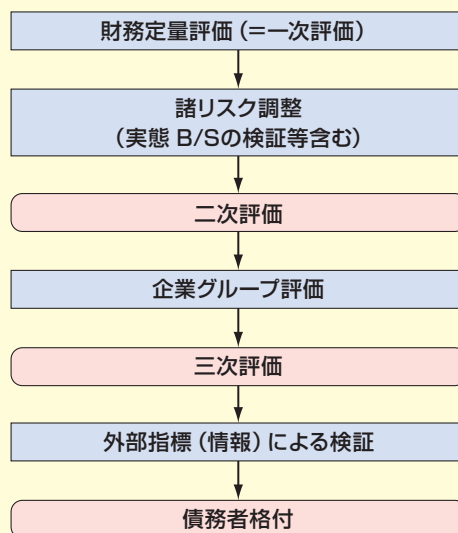 財務定量評価（＝一次評価）
諸リスク調整
（実態 B/Sの検証等含む）
二次評価
企業グループ評価
三次評価
外部指標（情報）による検証
債務者格付